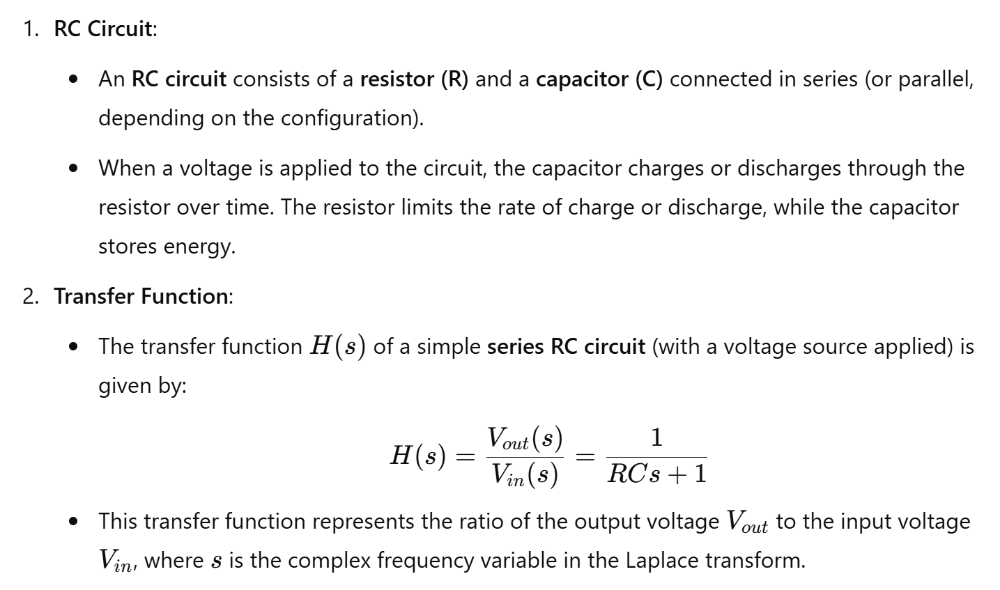 1. RC Circuit:
• An RC circuit consists of a resistor (R) and a capacitor (C) connected in series (or parallel,
depending on the configuration).
• When a voltage is applied to the circuit, the capacitor charges or discharges through the
resistor over time. The resistor limits the rate of charge or discharge, while the capacitor
stores energy.
2. Transfer Function:
• The transfer function H(s) of a simple series RC circuit (with a voltage source applied) is
given by:
H(s) = V_{out}(s) / V_{in}(s) = 1 / (RCs + 1)
• This transfer function represents the ratio of the output voltage V_{out} to the input voltage
V_{in}, where s is the complex frequency variable in the Laplace transform.